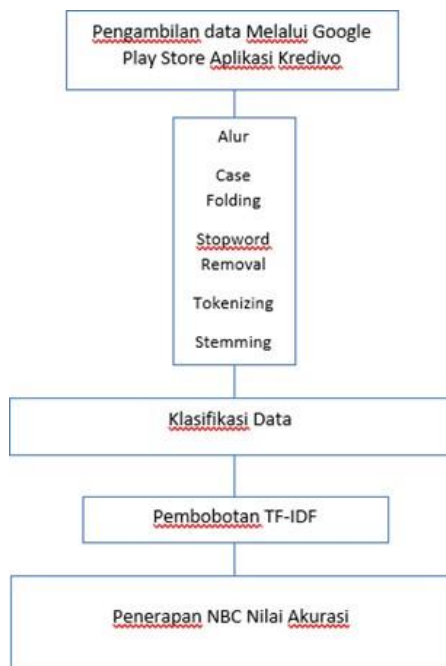 Pengambilan data Melalui Google
Play Store Aplikasi Kredivo
Alur
Case
Folding
Stopword
Removal
Tokenizing
Stemming
Klasifikasi Data
Pembobotan TF-IDF
Penerapan NBC Nilai Akurasi